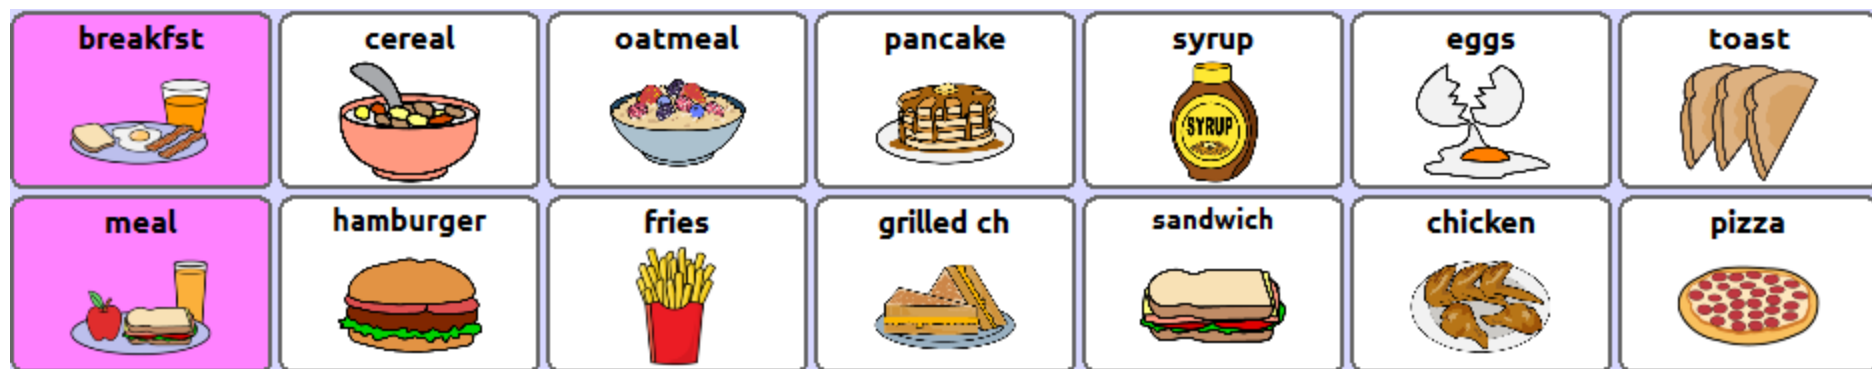 breakfst
cereal
oatmeal
pancake
syrup
SYRUP
eggs
toast
meal
hamburger
fries
grilled ch
sandwich
chicken
pizza